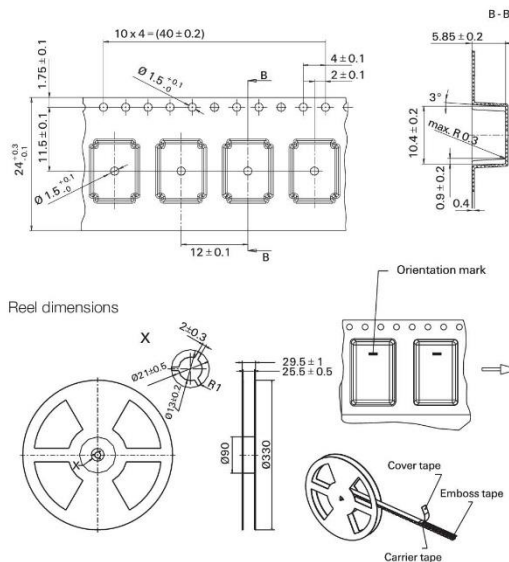 B-B
10 x 4 = (40 ± 0.2)
5.85 ± 0.2
1.75 ± 0.1
Ø 1.5 +0.1 -0
B
4 ± 0.1
2 ± 0.1
3°
24 +0.3 -0.1
11.5 ± 0.1
10.4 ± 0.2
max. R 0.3
Ø 1.5 +0.1 -0
0.9 ± 0.2
0.4
12 ± 0.1
B
Orientation mark
Reel dimensions
X
2 ± 0.3
Ø21 ± 0.5
Ø13 ± 0.2
R1
29.5 ± 1
25.5 ± 0.5
Ø90
Ø330
X
Cover tape
Emboss tape
Carrier tape